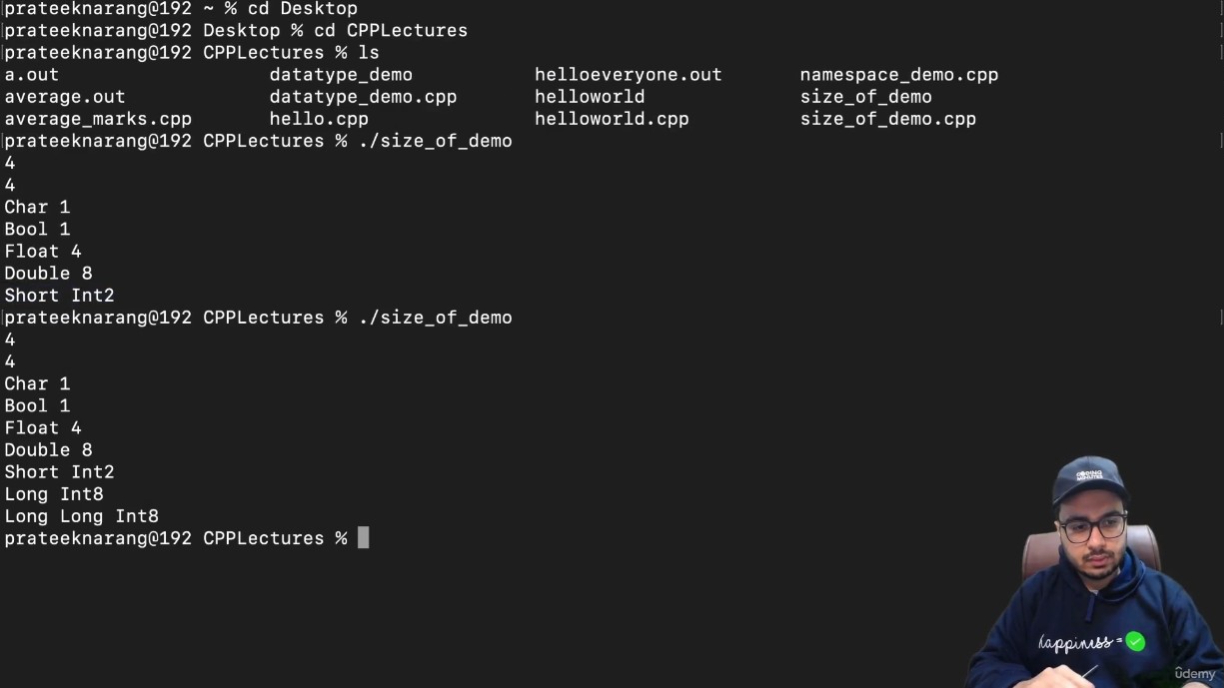 prateeknarang@192 ~ % cd Desktop
prateeknarang@192 Desktop % cd CPPLectures
prateeknarang@192 CPPLectures % ls
a.out datatype_demo helloeveryone.out namespace_demo.cpp
average.out datatype_demo.cpp helloworld size_of_demo
average_marks.cpp hello.cpp helloworld.cpp size_of_demo.cpp
prateeknarang@192 CPPLectures % ./size_of_demo
4
4
Char 1
Bool 1
Float 4
Double 8
Short Int2
prateeknarang@192 CPPLectures % ./size_of_demo
4
4
Char 1
Bool 1
Float 4
Double 8
Short Int2
Long Int8
Long Long Int8
prateeknarang@192 CPPLectures %
CODING
MINUTES
happiness =
udemy